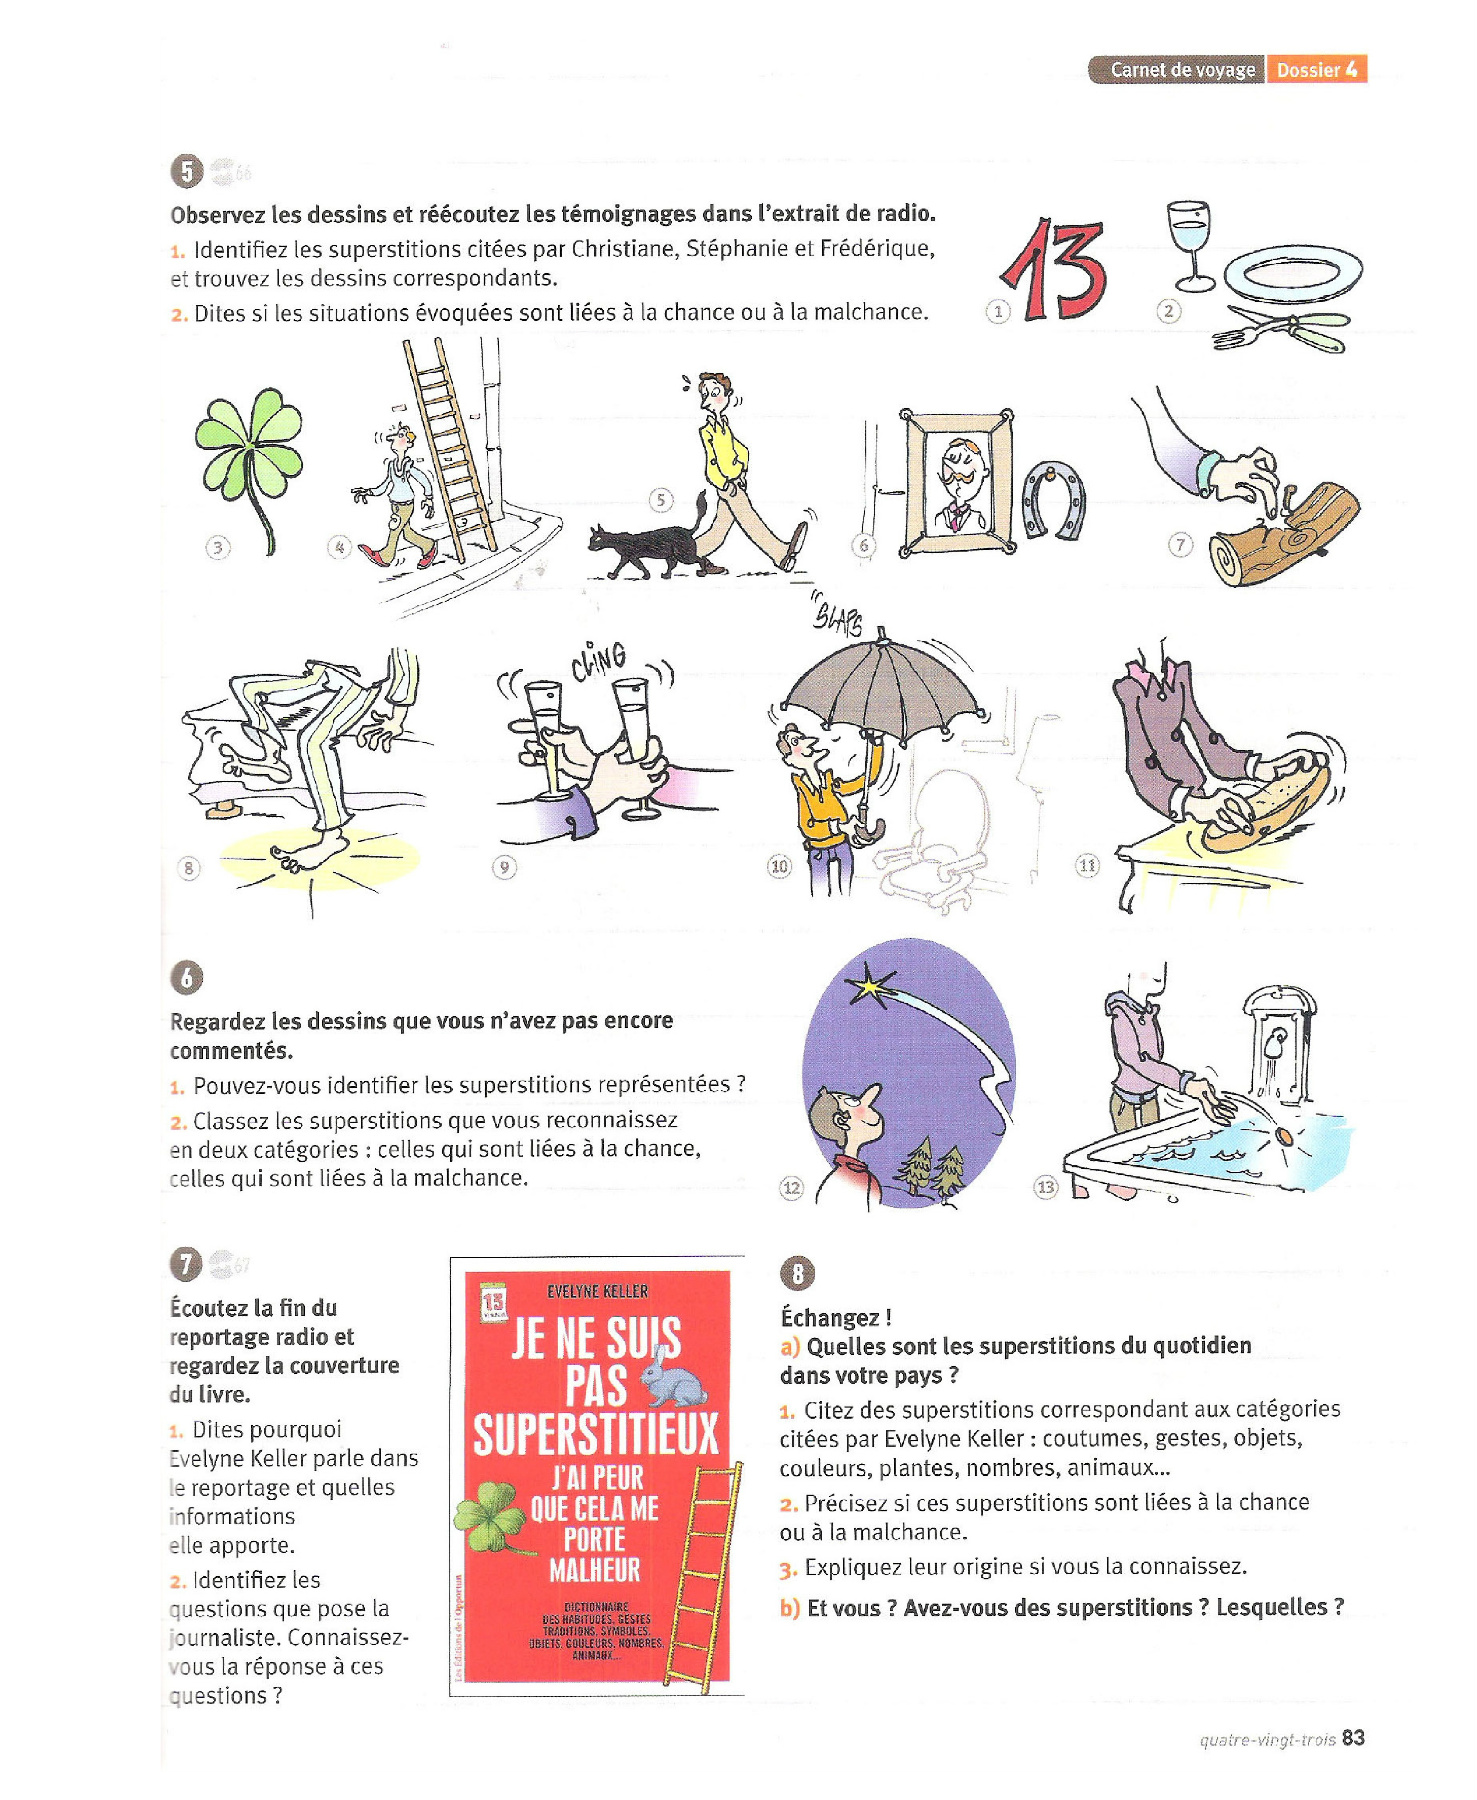 Carnet de voyage Dossier 4
5 66
Observez les dessins et réécoutez les témoignages dans l'extrait de radio.
1. Identifiez les superstitions citées par Christiane, Stéphanie et Frédérique,
et trouvez les dessins correspondants.
2. Dites si les situations évoquées sont liées à la chance ou à la malchance.
13
1
2
3
4
5
6
7
SLAPS
CLING
8
9
10
11
6
Regardez les dessins que vous n'avez pas encore
commentés.
1. Pouvez-vous identifier les superstitions représentées ?
2. Classez les superstitions que vous reconnaissez
en deux catégories : celles qui sont liées à la chance,
celles qui sont liées à la malchance.
12
13
7 67
Écoutez la fin du
reportage radio et
regardez la couverture
du livre.
1. Dites pourquoi
Evelyne Keller parle dans
le reportage et quelles
informations
elle apporte.
2. Identifiez les
questions que pose la
journaliste. Connaissez-
vous la réponse à ces
questions ?
13
EVELYNE KELLER
JE NE SUIS
PAS
SUPERSTITIEUX
J'AI PEUR
QUE CELA ME
PORTE
MALHEUR
DICTIONNAIRE
DES HABITUDES, GESTES
TRADITIONS, SYMBOLES,
OBJETS, COULEURS, NOMBRES,
ANIMAUX...
Les Éditions de l'Opportun
8
Échangez !
a) Quelles sont les superstitions du quotidien
dans votre pays ?
1. Citez des superstitions correspondant aux catégories
citées par Evelyne Keller : coutumes, gestes, objets,
couleurs, plantes, nombres, animaux...
2. Précisez si ces superstitions sont liées à la chance
ou à la malchance.
3. Expliquez leur origine si vous la connaissez.
b) Et vous ? Avez-vous des superstitions ? Lesquelles ?
quatre-vingt-trois 83